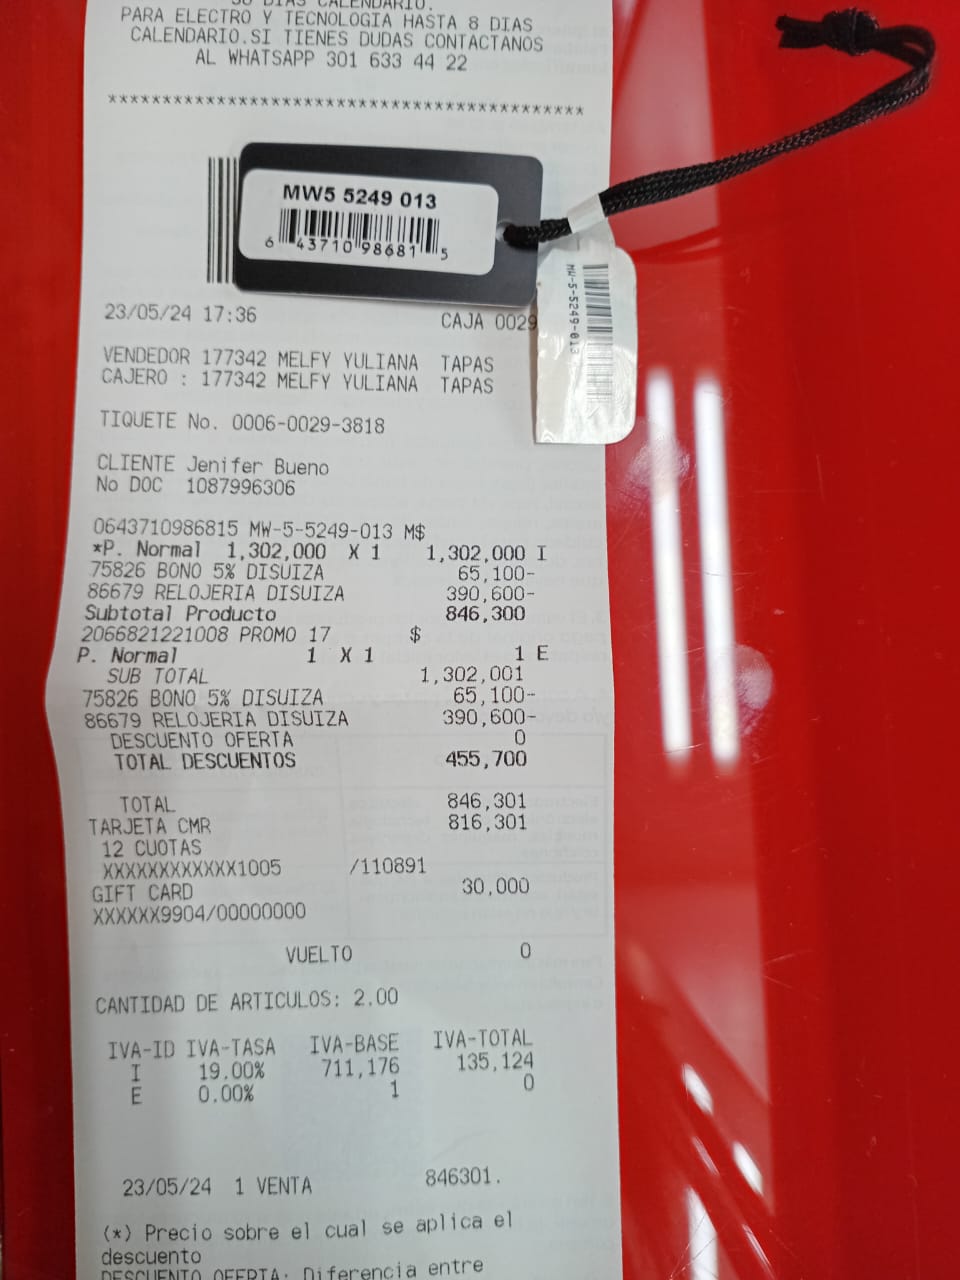 30 DIAS CALENDARIO.
PARA ELECTRO Y TECNOLOGIA HASTA 8 DIAS
CALENDARIO.SI TIENES DUDAS CONTACTANOS
AL WHATSAPP 301 633 44 22
********************************************
MW5 5249 013
6 43710 98681 5
MW-5-5249-013
23/05/24 17:36 CAJA 0029
VENDEDOR 177342 MELFY YULIANA TAPAS
CAJERO : 177342 MELFY YULIANA TAPAS
TIQUETE No. 0006-0029-3818
CLIENTE Jenifer Bueno
No DOC 1087996306
0643710986815 MW-5-5249-013 M$
*P. Normal 1,302,000 X 1 1,302,000 I
75826 BONO 5% DISUIZA 65,100-
86679 RELOJERIA DISUIZA 390,600-
Subtotal Producto 846,300
2066821221008 PROMO 17 $
P. Normal 1 X 1 1 E
SUB TOTAL 1,302,001
75826 BONO 5% DISUIZA 65,100-
86679 RELOJERIA DISUIZA 390,600-
DESCUENTO OFERTA 0
TOTAL DESCUENTOS 455,700
TOTAL 846,301
TARJETA CMR 816,301
12 CUOTAS
XXXXXXXXXXXX1005 /110891
GIFT CARD 30,000
XXXXXX9904/00000000
VUELTO 0
CANTIDAD DE ARTICULOS: 2.00
IVA-ID IVA-TASA IVA-BASE IVA-TOTAL
I 19.00% 711,176 135,124
E 0.00% 1 0
23/05/24 1 VENTA 846301.
(*) Precio sobre el cual se aplica el
descuento
DESCUENTO OFERTA: Diferencia entre